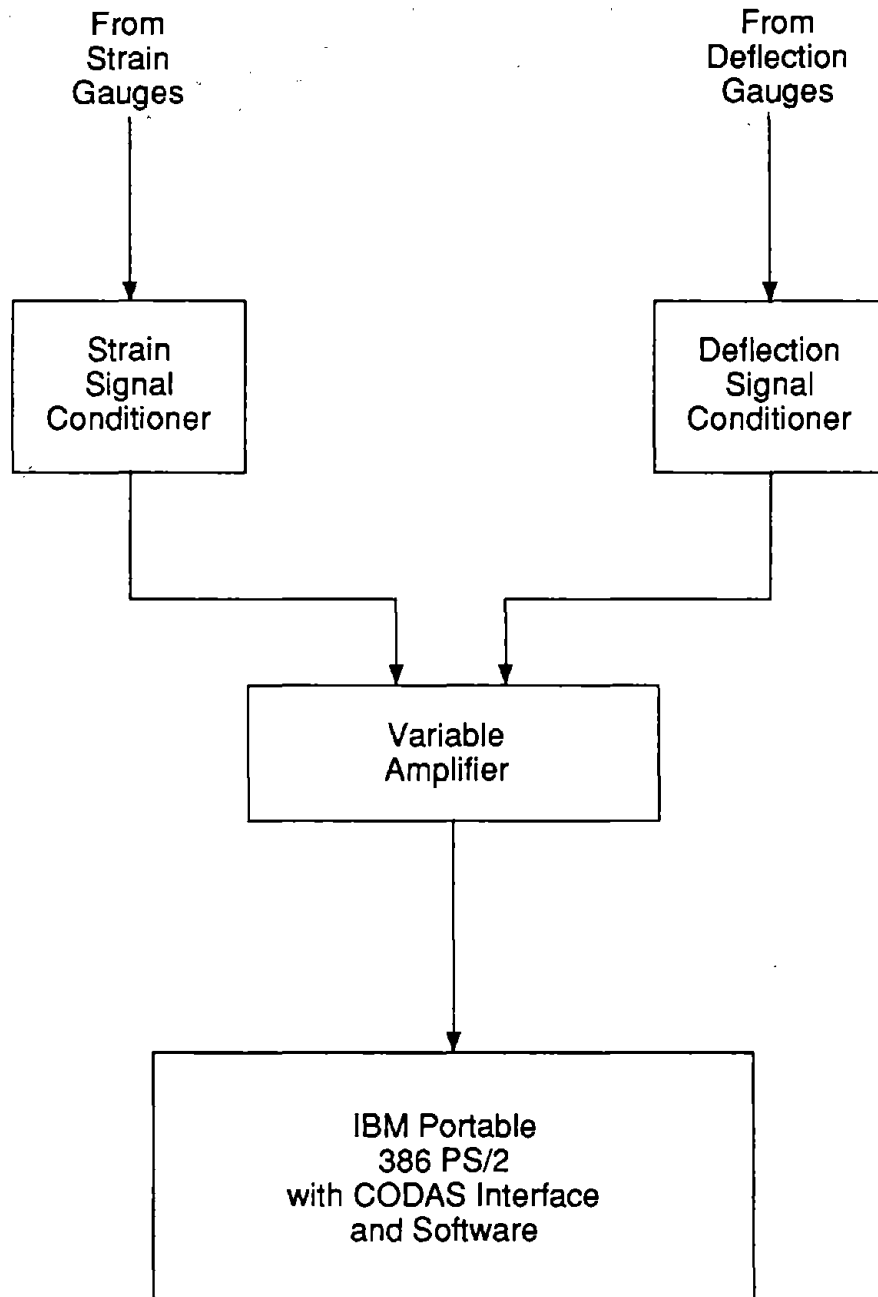 From
Strain
Gauges
From
Deflection
Gauges
Strain
Signal
Conditioner
Deflection
Signal
Conditioner
Variable
Amplifier
IBM Portable
386 PS/2
with CODAS Interface
and Software